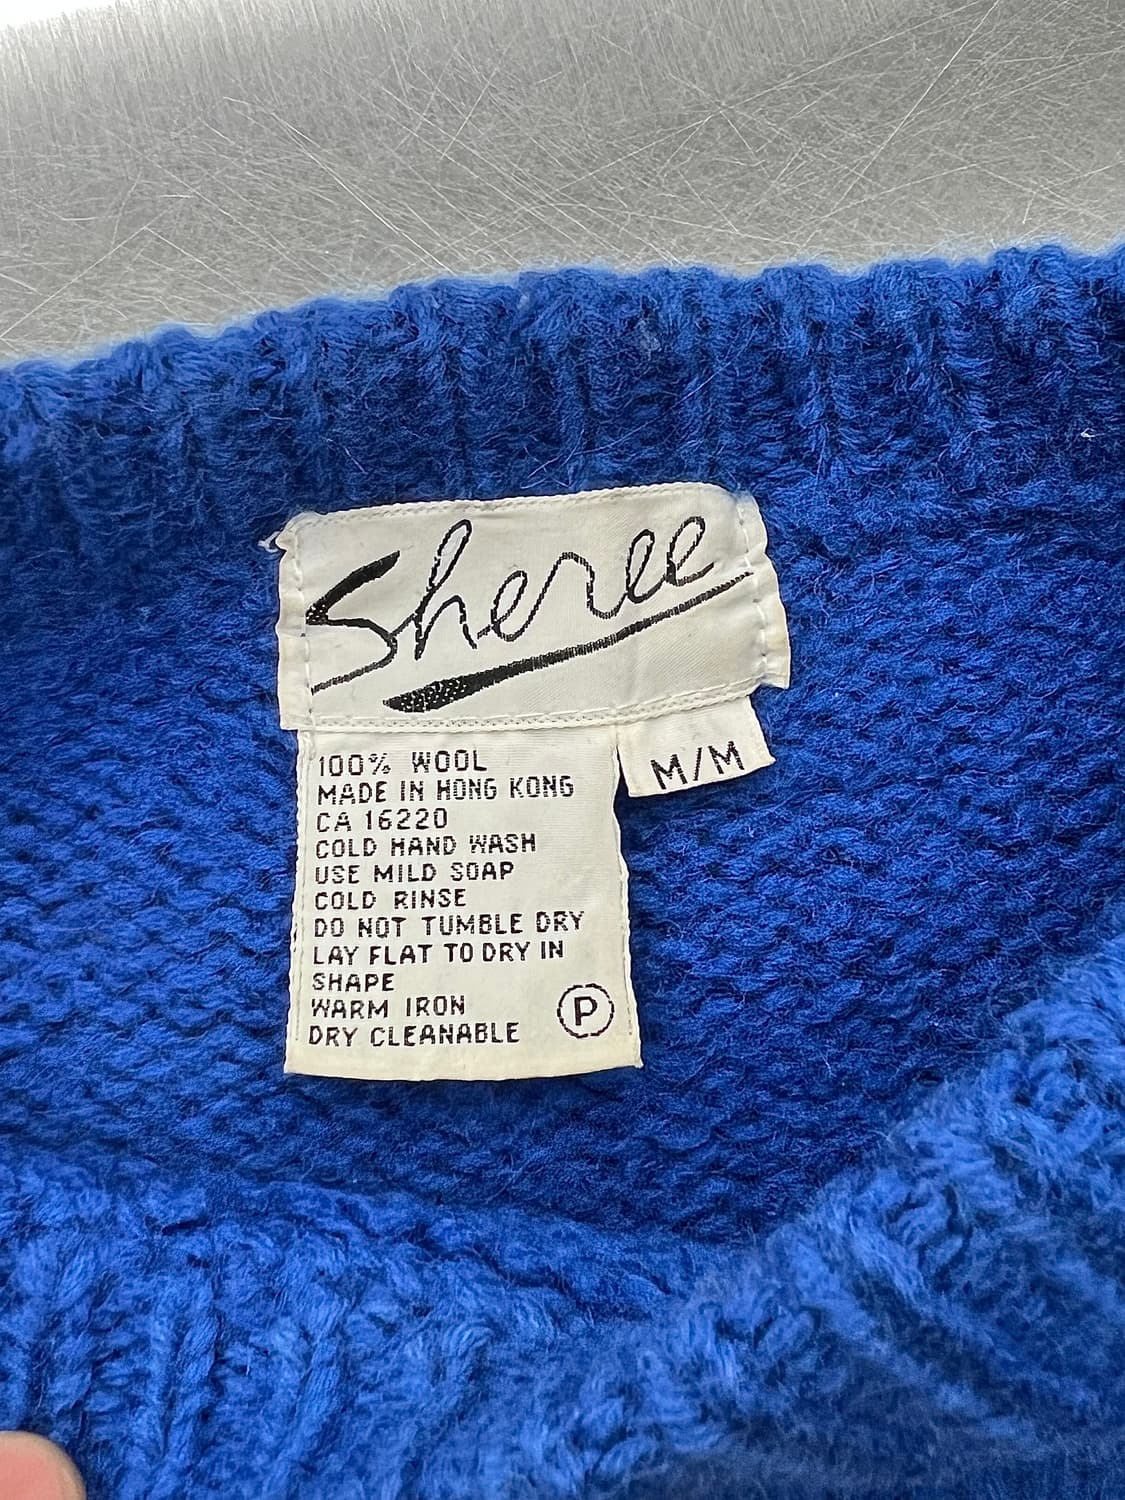 Sheree
M/M
100% WOOL
MADE IN HONG KONG
CA 16220
COLD HAND WASH
USE MILD SOAP
COLD RINSE
DO NOT TUMBLE DRY
LAY FLAT TO DRY IN
SHAPE
WARM IRON
DRY CLEANABLE
P